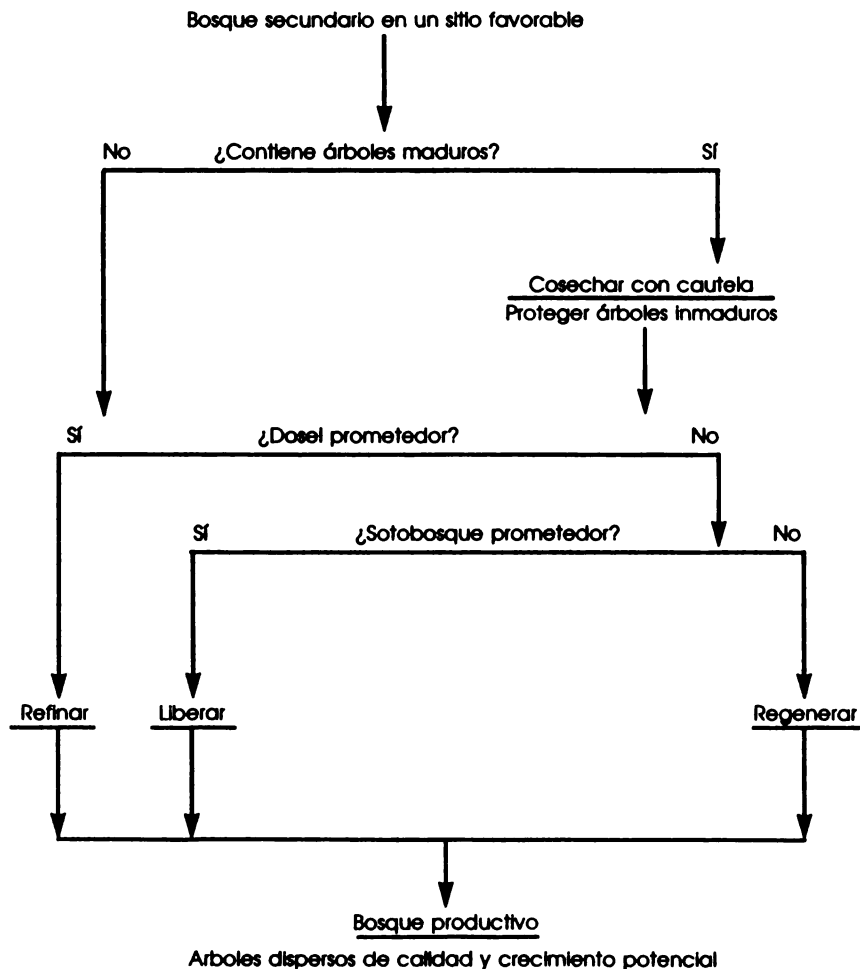 Bosque secundario en un sitio favorable
No ¿Contiene árboles maduros? Sí
Cosechar con cautela
Proteger árboles inmaduros
Sí ¿Dosel prometedor? No
Sí ¿Sotobosque prometedor? No
Refinar Liberar Regenerar
Bosque productivo
Arboles dispersos de calidad y crecimiento potencial